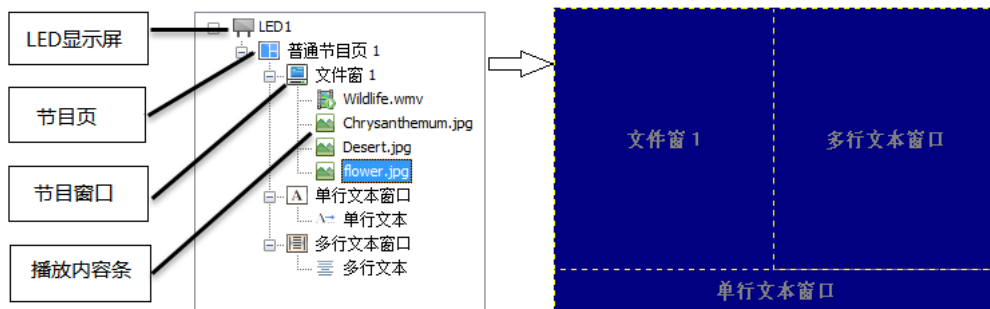 LED显示屏
节目页
节目窗口
播放内容条
LED1
普通节目页 1
文件窗 1
Wildlife.wmv
Chrysanthemum.jpg
Desert.jpg
flower.jpg
A 单行文本窗口
A 单行文本
多行文本窗口
多行文本
文件窗 1
多行文本窗口
单行文本窗口